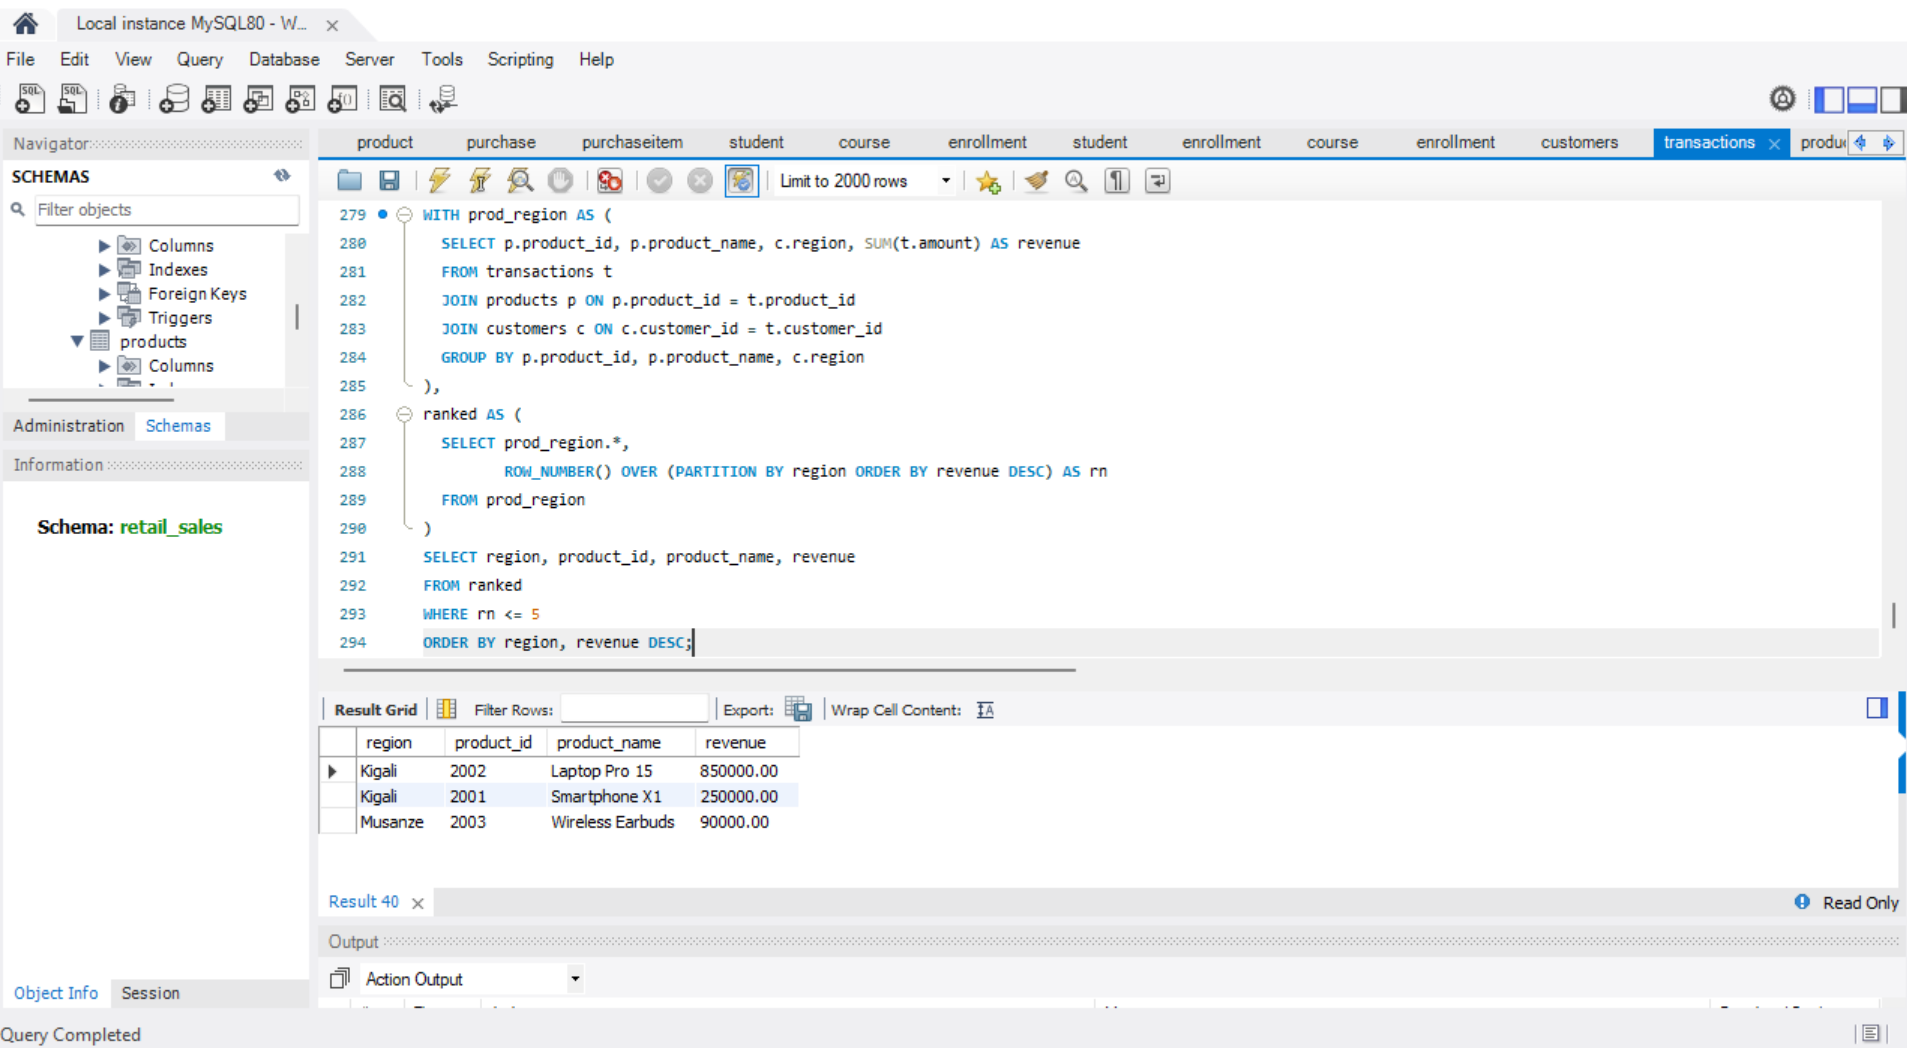 Local instance MySQL80 - W...
File Edit View Query Database Server Tools Scripting Help
Navigator
SCHEMAS
Filter objects
Columns
Indexes
Foreign Keys
Triggers
products
Columns
Administration Schemas
Information
Schema: retail_sales
Object Info Session
product purchase purchaseitem student course enrollment student enrollment course enrollment customers transactions produ
Limit to 2000 rows
279 WITH prod_region AS (
280 SELECT p.product_id, p.product_name, c.region, SUM(t.amount) AS revenue
281 FROM transactions t
282 JOIN products p ON p.product_id = t.product_id
283 JOIN customers c ON c.customer_id = t.customer_id
284 GROUP BY p.product_id, p.product_name, c.region
285 ),
286 ranked AS (
287 SELECT prod_region.*,
288 ROW_NUMBER() OVER (PARTITION BY region ORDER BY revenue DESC) AS rn
289 FROM prod_region
290 )
291 SELECT region, product_id, product_name, revenue
292 FROM ranked
293 WHERE rn <= 5
294 ORDER BY region, revenue DESC;
Result Grid Filter Rows: Export: Wrap Cell Content:
region product_id product_name revenue
Kigali 2002 Laptop Pro 15 850000.00
Kigali 2001 Smartphone X1 250000.00
Musanze 2003 Wireless Earbuds 90000.00
Result 40 Read Only
Output
Action Output
Query Completed